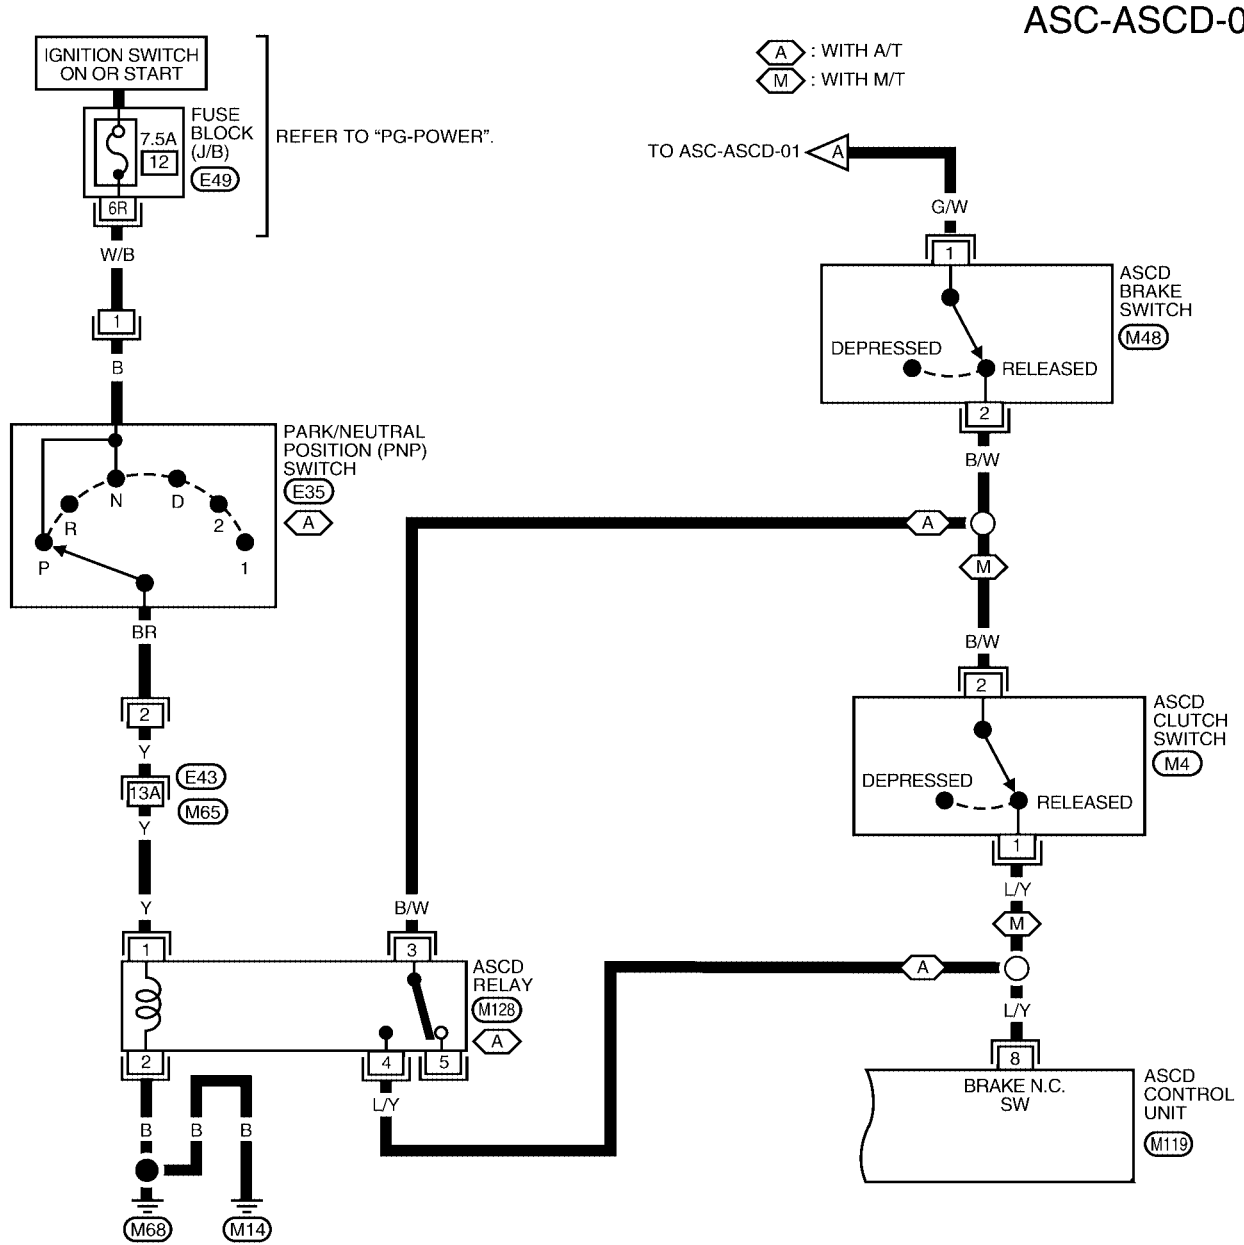 ASC-ASCD-0
IGNITION SWITCH
ON OR START
7.5A
12
FUSE
BLOCK
(J/B)
E49
REFER TO “PG-POWER”.
6R
W/B
1
B
PARK/NEUTRAL
POSITION (PNP)
SWITCH
E35
A
P
R
N
D
2
1
BR
2
Y
13A
E43
M65
Y
Y
1
ASCD
RELAY
M128
A
3
B/W
2
4
5
L/Y
B
B
B
M68
M14
A : WITH A/T
M : WITH M/T
TO ASC-ASCD-01
A
G/W
1
ASCD
BRAKE
SWITCH
M48
DEPRESSED
RELEASED
2
B/W
A
M
B/W
2
ASCD
CLUTCH
SWITCH
M4
DEPRESSED
RELEASED
1
L/Y
M
A
L/Y
8
BRAKE N.C.
SW
ASCD
CONTROL
UNIT
M119